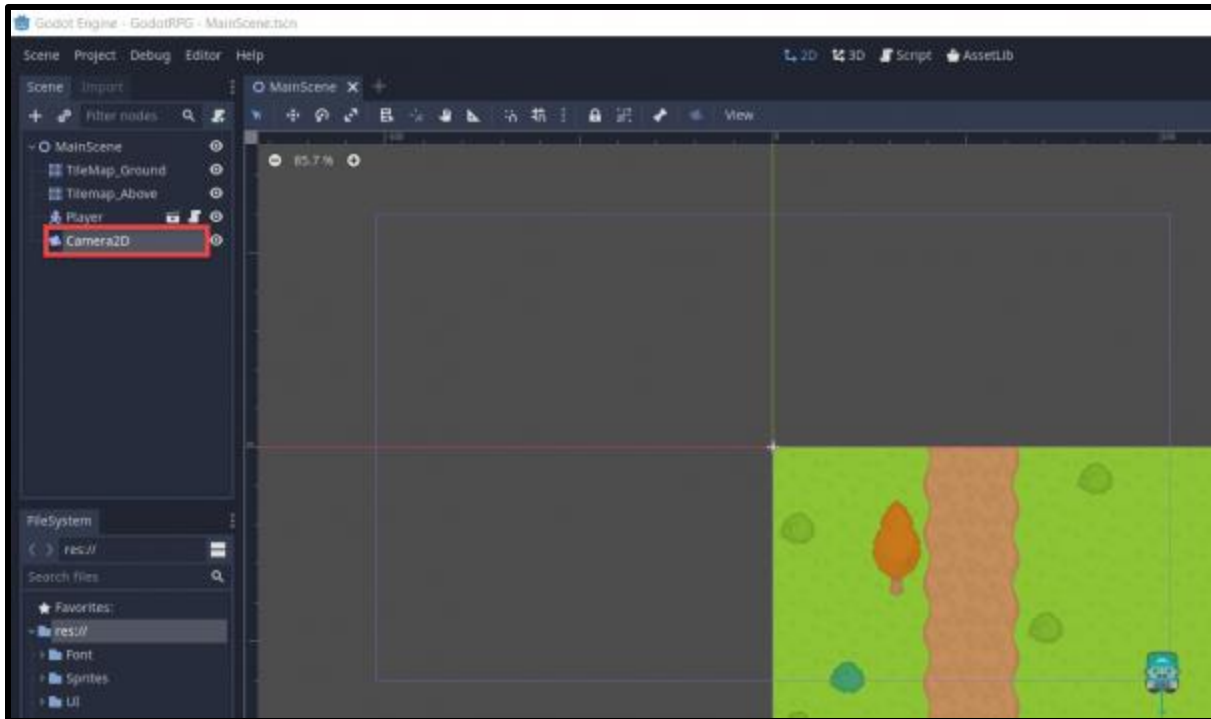 Godot Engine - GodotRPG - MainScene.tscn
Scene Project Debug Editor Help
2D 3D Script AssetLib
Scene Import
MainScene
Filter nodes
View
MainScene
85.7 %
TileMap_Ground
Tilemap_Above
Player
Camera2D
FileSystem
res://
Search files
Favorites:
res://
Font
Sprites
UI